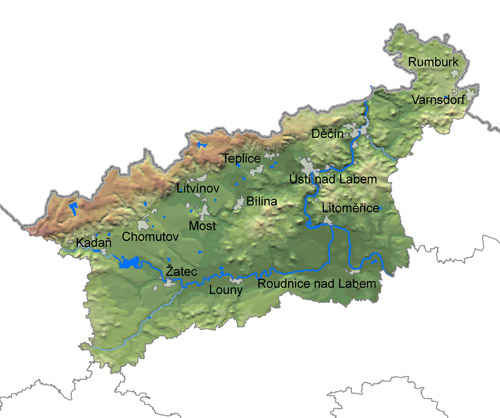 Rumburk
Varnsdorf
Děčín
Teplice
Ústí nad Labem
Litvínov
Bílina
Litoměřice
Most
Chomutov
Kadaň
Žatec
Louny
Roudnice nad Labem